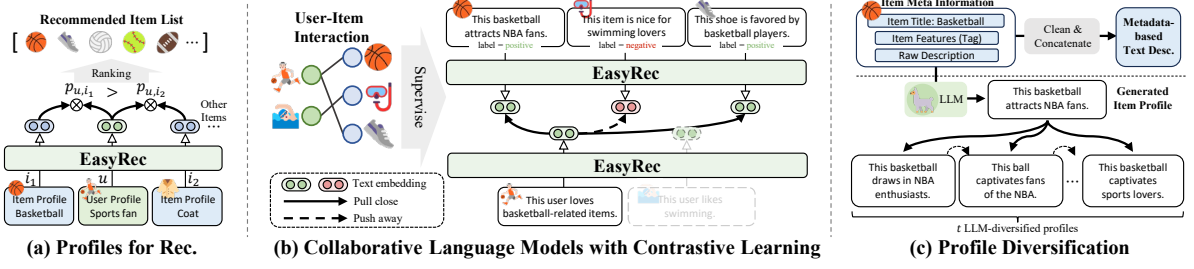 Recommended Item List
[ ... ]
Ranking
p_{u,i_1} > p_{u,i_2}
Other
Items
...
EasyRec
i_1 u i_2
Item Profile
Basketball
User Profile
Sports fan
Item Profile
Coat
(a) Profiles for Rec.
User-Item
Interaction
Supervise
This basketball
attracts NBA fans.
label = positive
This item is nice for
swimming lovers
label = negative
This shoe is favored by
basketball players.
label = positive
EasyRec
EasyRec
Text embedding
Pull close
Push away
This user loves
basketball-related items.
This user likes
swimming.
(b) Collaborative Language Models with Contrastive Learning
Item Meta Information
Item Title: Basketball
Item Features (Tag)
Raw Description
Clean &
Concatenate
Metadata-
based
Text Desc.
LLM
This basketball
attracts NBA fans.
Generated
Item Profile
This basketball
draws in NBA
enthusiasts.
This ball
captivates fans
of the NBA.
...
This basketball
captivates
sports lovers.
t LLM-diversified profiles
(c) Profile Diversification